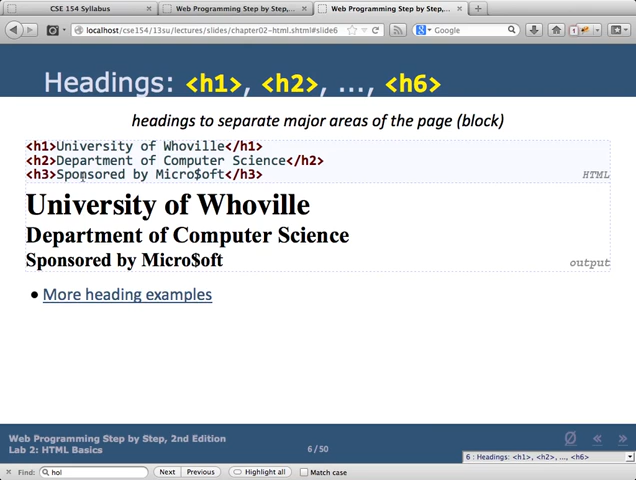 CSE 154 Syllabus
Web Programming Step by Step,...
Web Programming Step by Step,...
localhost/cse154/13su/lectures/slides/chapter02-html.shtml#slide6
Google
Headings: <h1>, <h2>, ..., <h6>
headings to separate major areas of the page (block)
<h1>University of Whoville</h1>
<h2>Department of Computer Science</h2>
<h3>Sponsored by Micro$oft</h3>
HTML
University of Whoville
Department of Computer Science
Sponsored by Micro$oft
output
• More heading examples
Web Programming Step by Step, 2nd Edition
Lab 2: HTML Basics
6 / 50
Ø « »
6 : Headings: <h1>, <h2>, ..., <h6>
Find: hol Next Previous Highlight all Match case